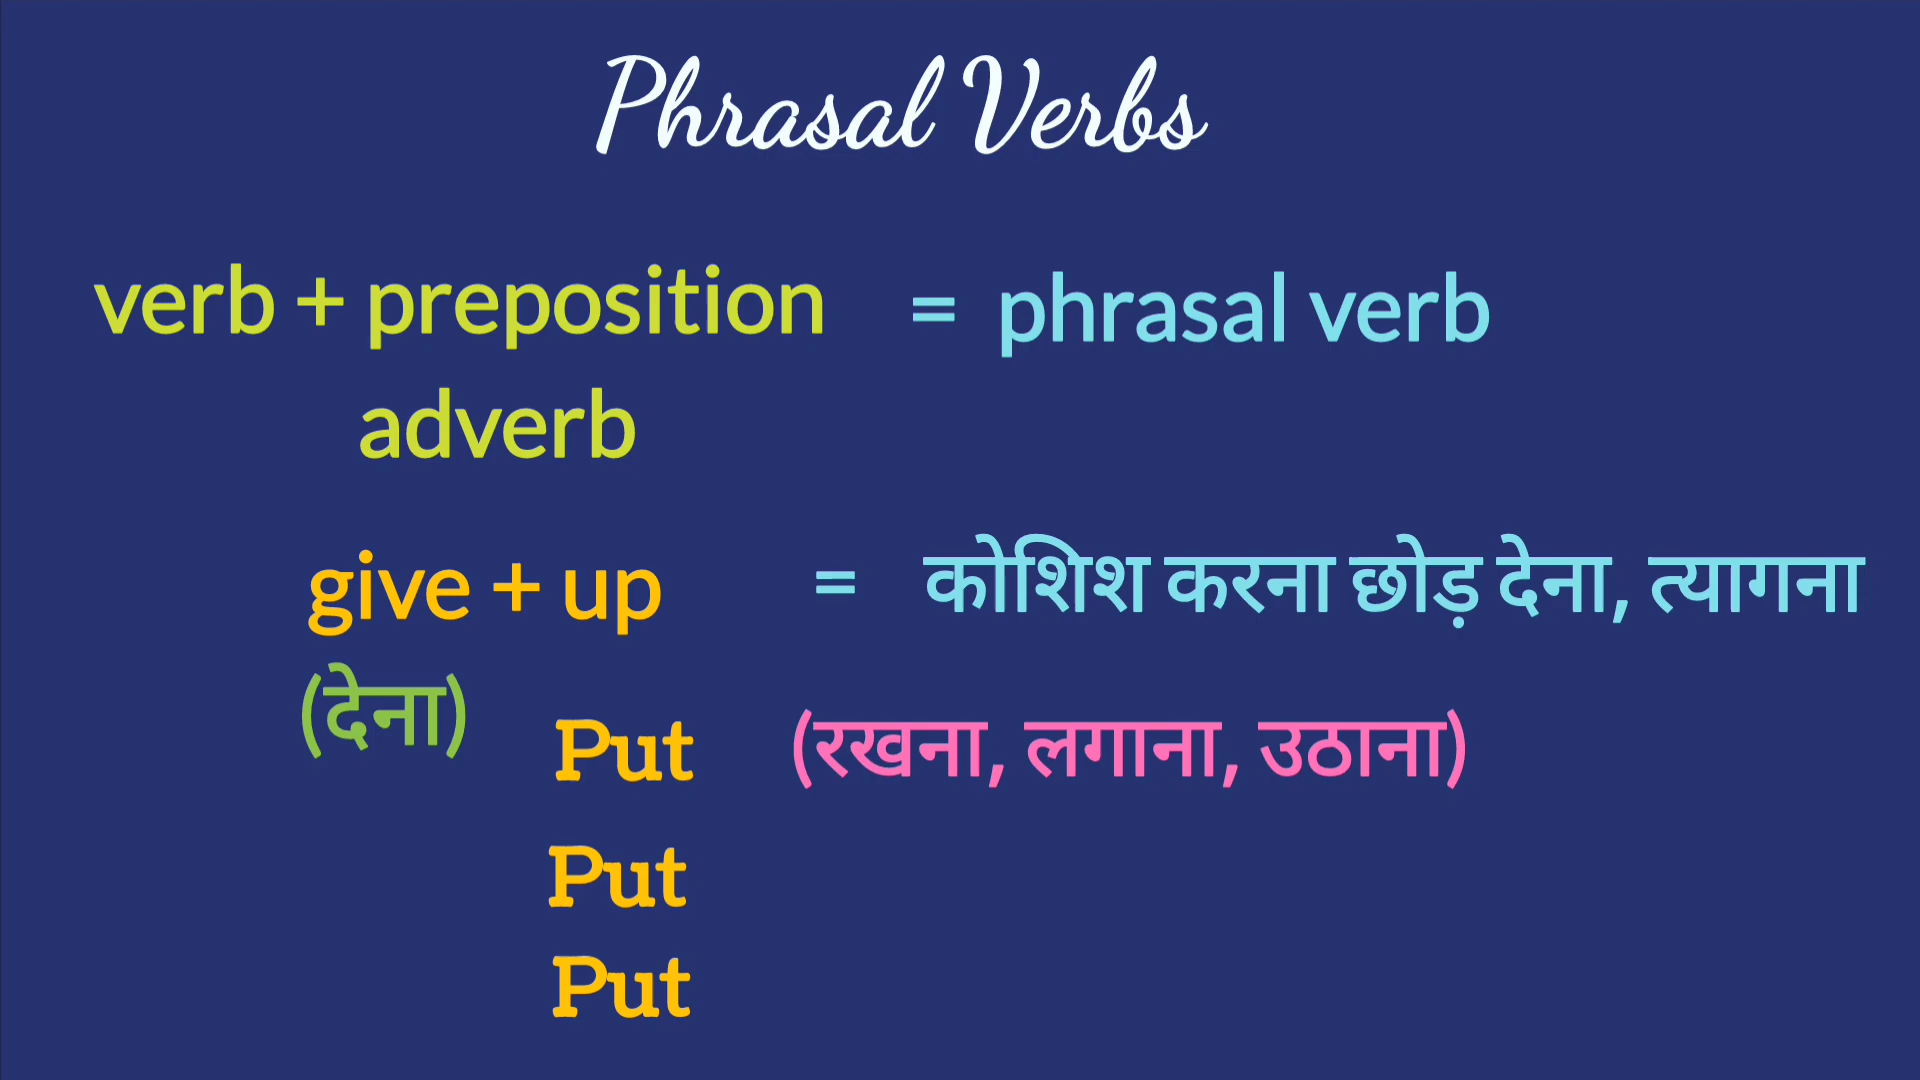 Phrasal Verbs
verb + preposition = phrasal verb
adverb
give + up = कोशिश करना छोड़ देना, त्यागना
(देना)
Put (रखना, लगाना, उठाना)
Put
Put